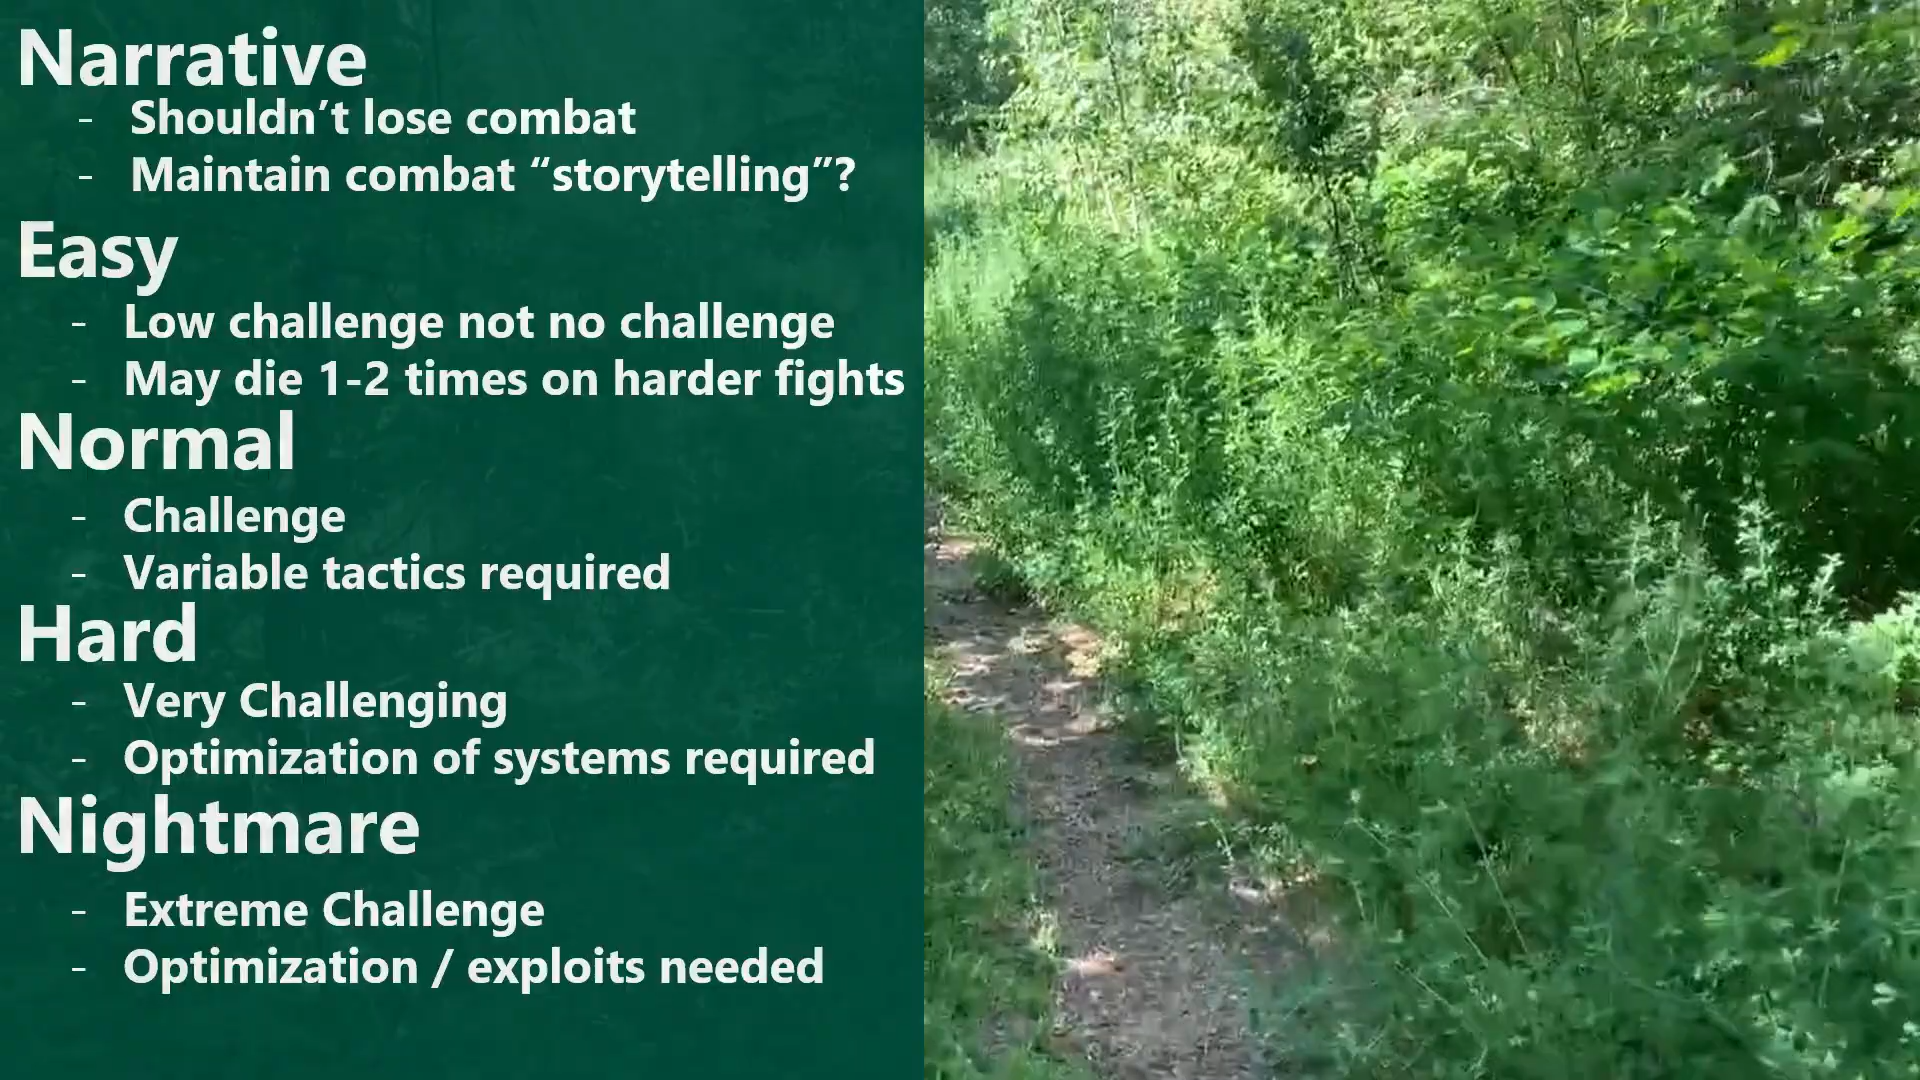 Narrative
- Shouldn’t lose combat
- Maintain combat “storytelling”?
Easy
- Low challenge not no challenge
- May die 1-2 times on harder fights
Normal
- Challenge
- Variable tactics required
Hard
- Very Challenging
- Optimization of systems required
Nightmare
- Extreme Challenge
- Optimization / exploits needed